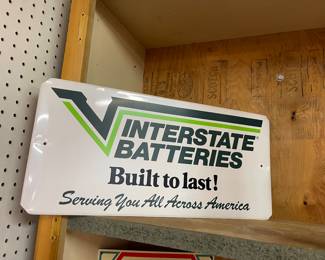 INTERSTATE
BATTERIES
Built to last!
Serving You All Across America